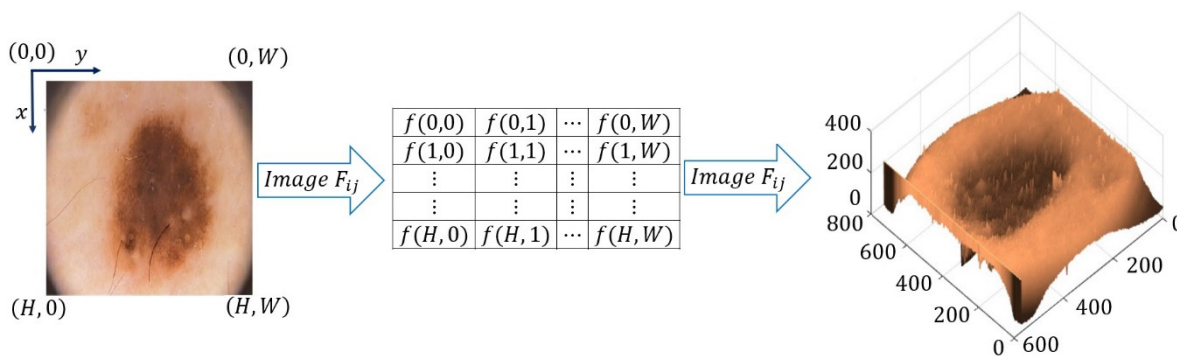 (0,0) y (0, W)
x
(H, 0) (H, W)
Image F_ij
f(0,0) f(0,1) ⋯ f(0, W)
f(1,0) f(1,1) ⋯ f(1, W)
⋮ ⋮ ⋮ ⋮
⋮ ⋮ ⋮ ⋮
f(H, 0) f(H, 1) ⋯ f(H, W)
Image F_ij
400
200
0
800
600
400
200
0
600
400
200
0